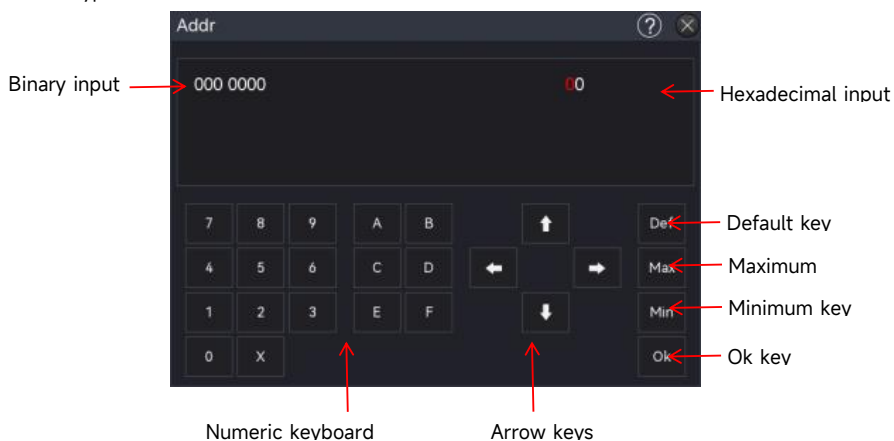 Addr ?
Binary input 000 0000 00 Hexadecimal input
7 8 9 A B Def Default key
4 5 6 C D Max Maximum
1 2 3 E F Min Minimum key
0 X Ok Ok key
Numeric keyboard Arrow keys